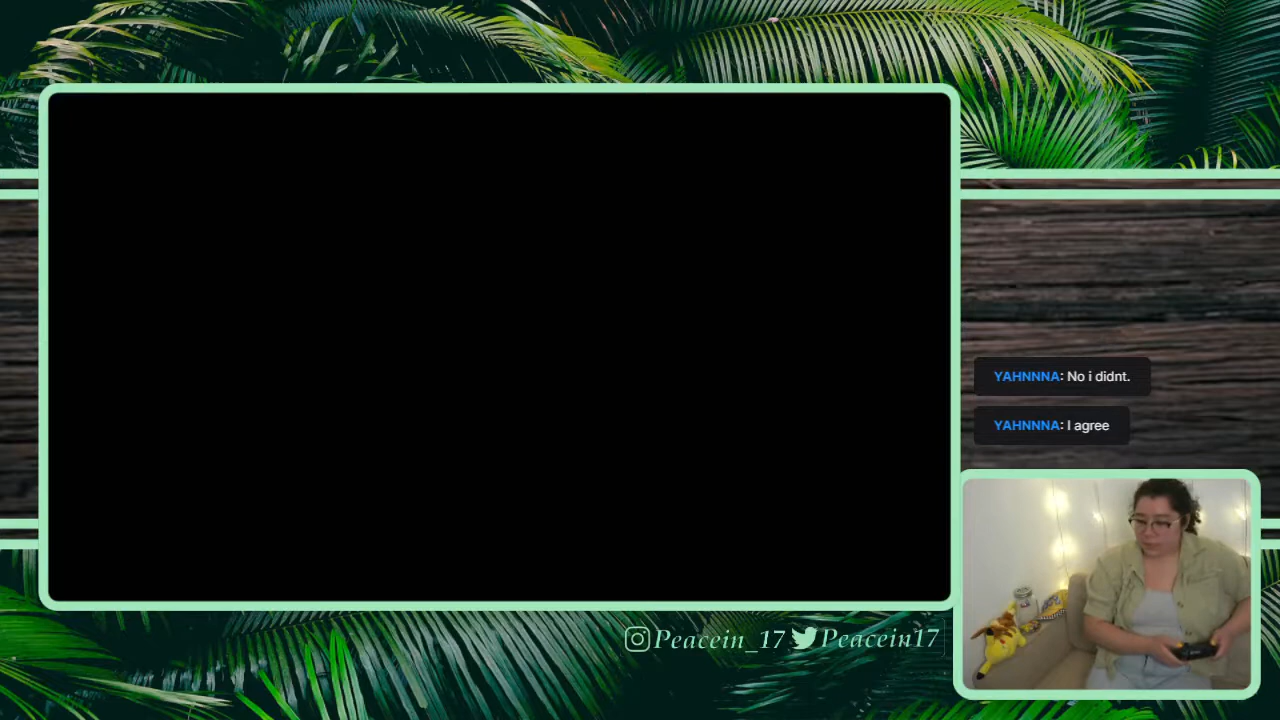 YAHNNNA: No i didnt.
YAHNNNA: I agree
Peacein_17 Peacein17